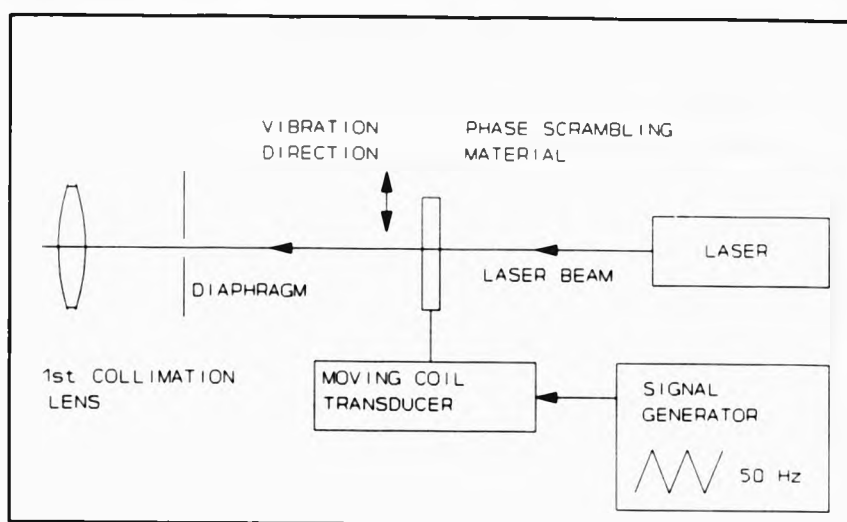 VIBRATION
DIRECTION
PHASE SCRAMBLING
MATERIAL
LASER
LASER BEAM
DIAPHRAGM
1st COLLIMATION
LENS
MOVING COIL
TRANSDUCER
SIGNAL
GENERATOR
50 Hz